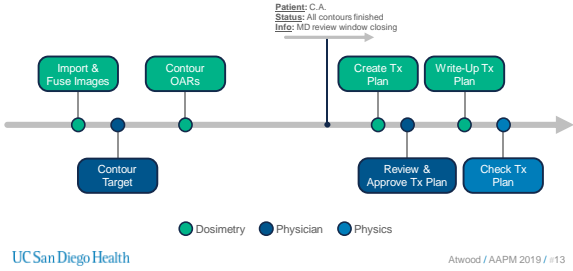 Patient: C.A.
Status: All contours finished
Info: MD review window closing
Import &
Fuse Images
Contour
OARs
Create Tx
Plan
Write-Up Tx
Plan
Contour
Target
Review &
Approve Tx Plan
Check Tx
Plan
Dosimetry
Physician
Physics
UC San Diego Health
Atwood / AAPM 2019 / #13